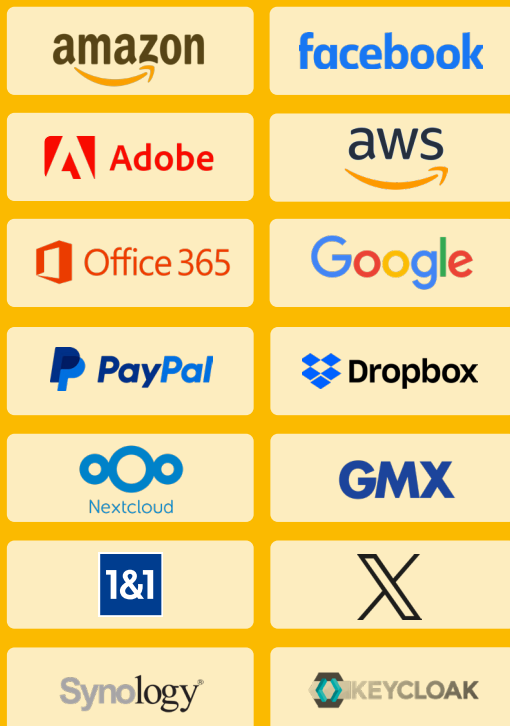 amazon
facebook
Adobe
aws
Office 365
Google
PayPal
Dropbox
Nextcloud
GMX
1&1
X
Synology®
KEYCLOAK